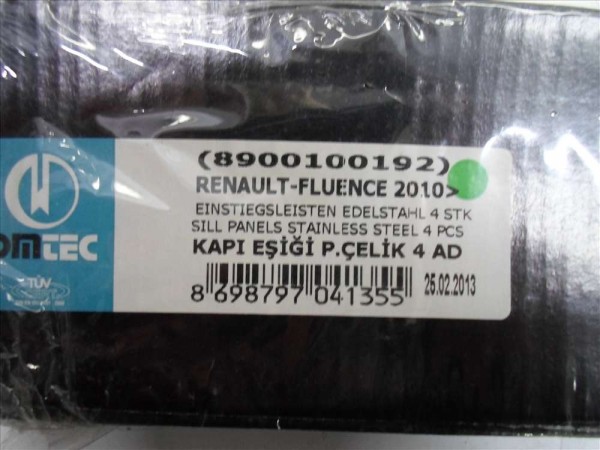 (8900100192)
RENAULT-FLUENCE 2010>
EINSTIEGSLEISTEN EDELSTAHL 4 STK
SILL PANELS STAINLESS STEEL 4 PCS
KAPI EŞİĞİ P.ÇELİK 4 AD
8 698797 041355
25.02.2013
OMTEC
TÜV